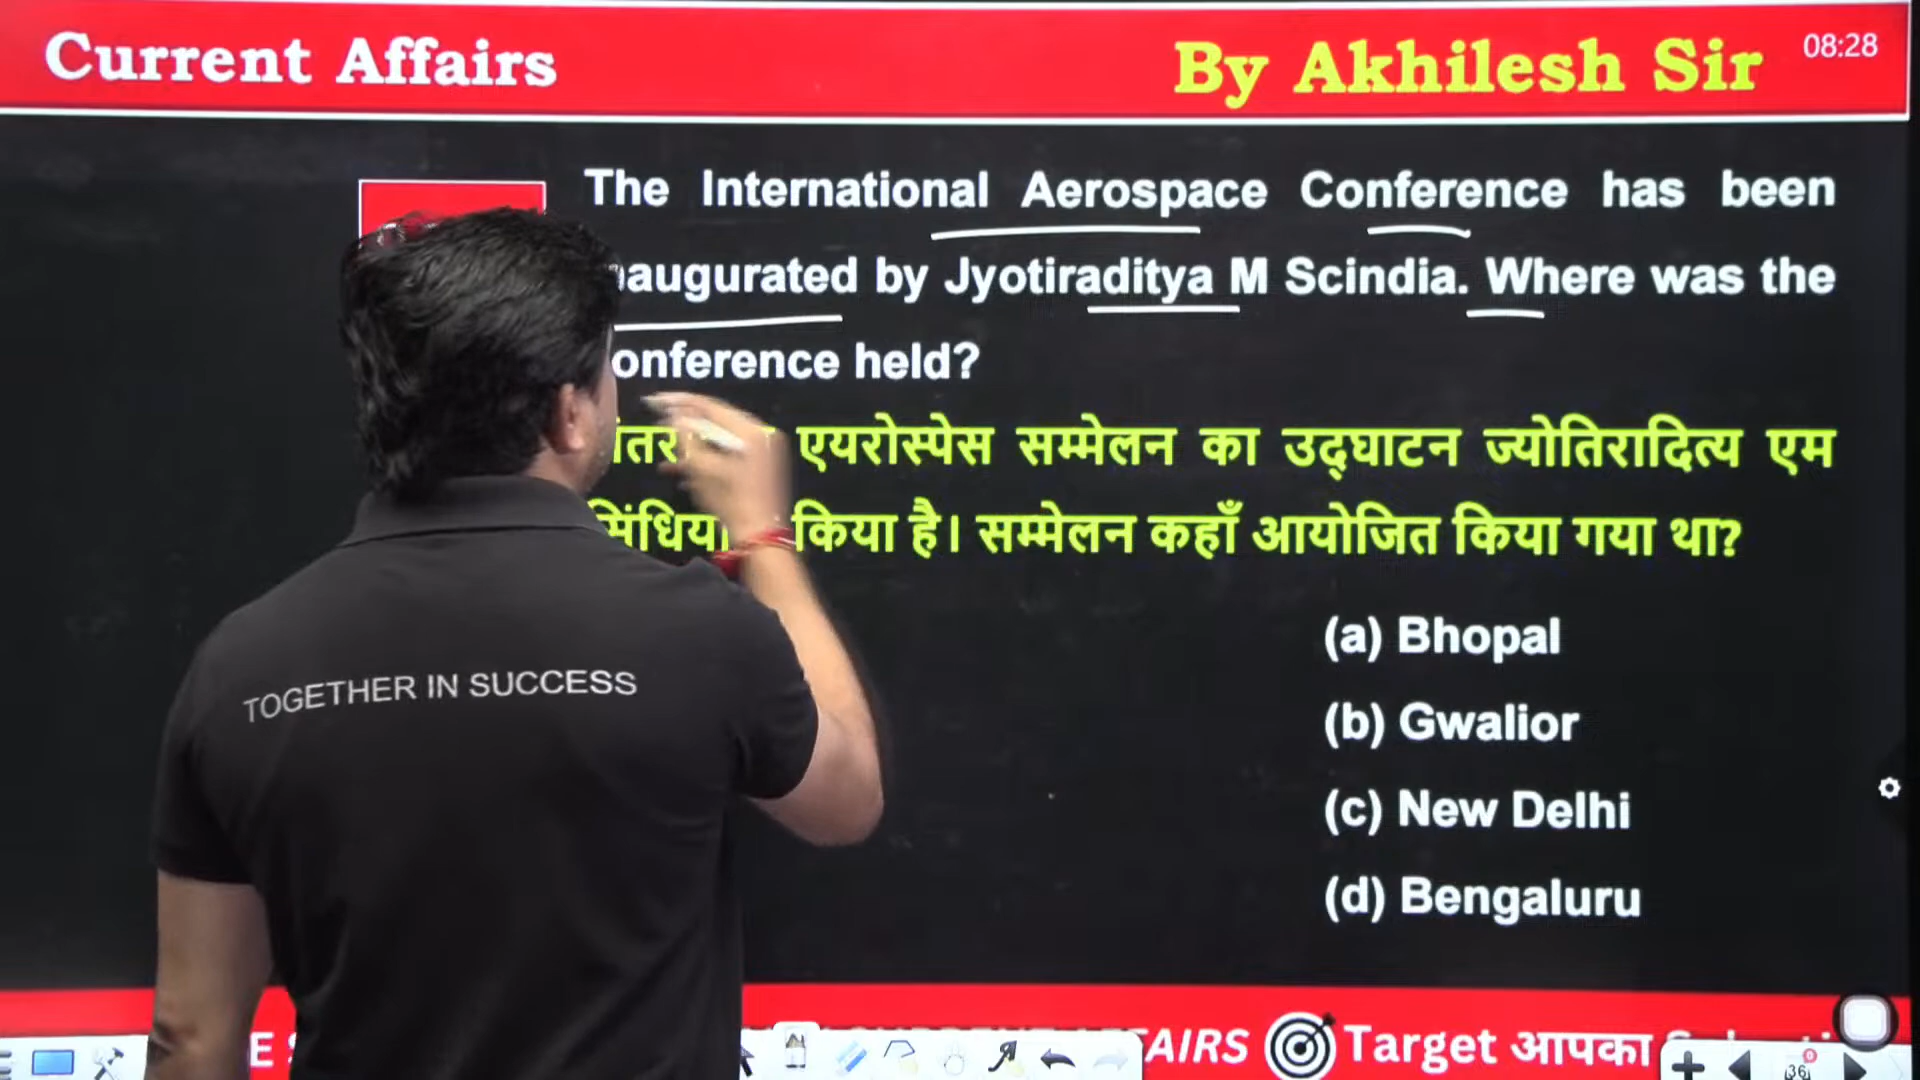 Current Affairs
By Akhilesh Sir
08:28
The International Aerospace Conference has been
naugurated by Jyotiraditya M Scindia. Where was the
onference held?
एयरोस्पेस सम्मेलन का उद्घाटन ज्योतिरादित्य एम
किया है। सम्मेलन कहाँ आयोजित किया गया था?
(a) Bhopal
(b) Gwalior
(c) New Delhi
(d) Bengaluru
TOGETHER IN SUCCESS
AIRS
Target आपका
36